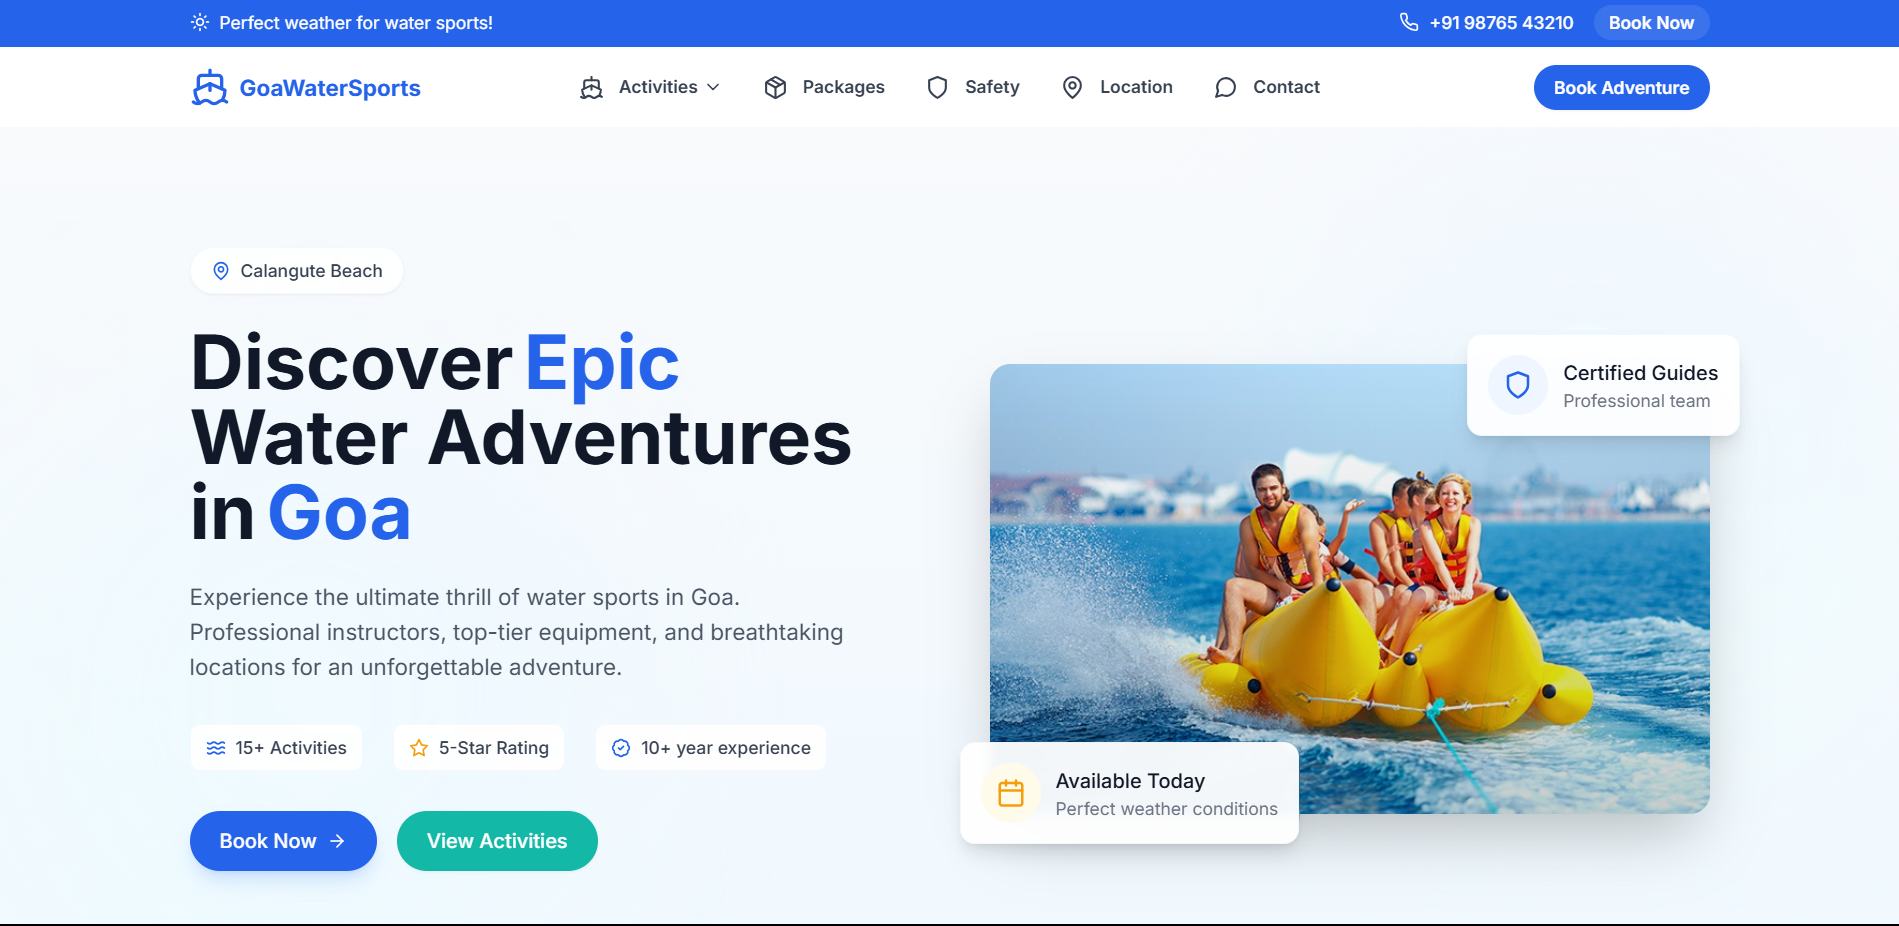 Perfect weather for water sports!
+91 98765 43210
Book Now
GoaWaterSports
Activities
Packages
Safety
Location
Contact
Book Adventure
Calangute Beach
Discover Epic
Water Adventures
in Goa
Experience the ultimate thrill of water sports in Goa.
Professional instructors, top-tier equipment, and breathtaking
locations for an unforgettable adventure.
15+ Activities
5-Star Rating
10+ year experience
Book Now
View Activities
Certified Guides
Professional team
Available Today
Perfect weather conditions